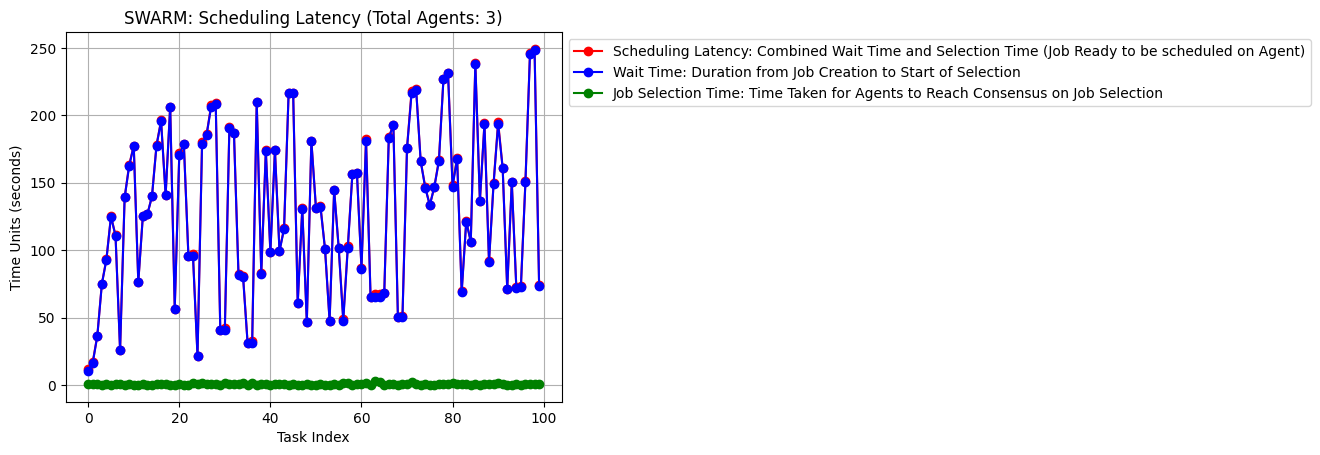 SWARM: Scheduling Latency (Total Agents: 3)
Scheduling Latency: Combined Wait Time and Selection Time (Job Ready to be scheduled on Agent)
Wait Time: Duration from Job Creation to Start of Selection
Job Selection Time: Time Taken for Agents to Reach Consensus on Job Selection
Time Units (seconds)
250
200
150
100
50
0
0 20 40 60 80 100
Task Index